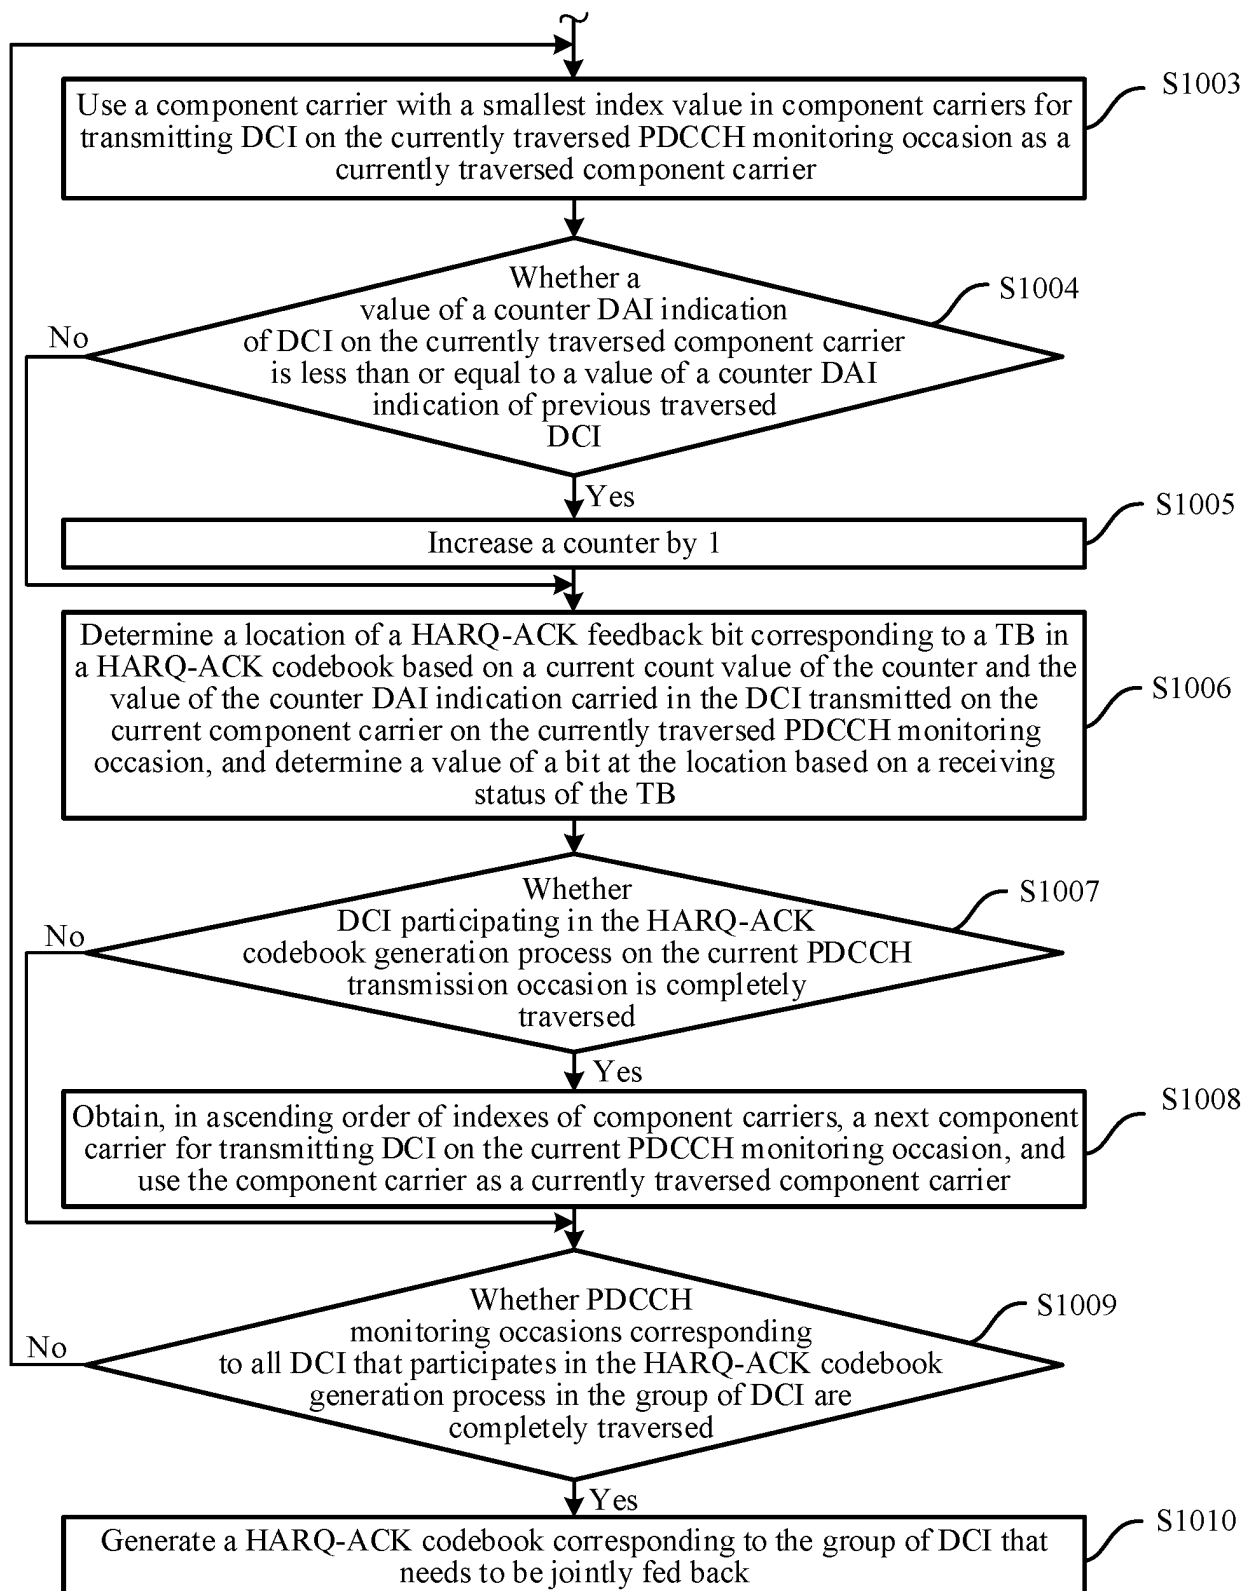 S1003
Use a component carrier with a smallest index value in component carriers for
transmitting DCI on the currently traversed PDCCH monitoring occasion as a
currently traversed component carrier
Whether a
value of a counter DAI indication
of DCI on the currently traversed component carrier
is less than or equal to a value of a counter DAI
indication of previous traversed
DCI
S1004
No
Yes
S1005
Increase a counter by 1
Determine a location of a HARQ-ACK feedback bit corresponding to a TB in
a HARQ-ACK codebook based on a current count value of the counter and the
value of the counter DAI indication carried in the DCI transmitted on the
current component carrier on the currently traversed PDCCH monitoring
occasion, and determine a value of a bit at the location based on a receiving
status of the TB
S1006
Whether
DCI participating in the HARQ-ACK
codebook generation process on the current PDCCH
transmission occasion is completely
traversed
S1007
No
Yes
S1008
Obtain, in ascending order of indexes of component carriers, a next component
carrier for transmitting DCI on the current PDCCH monitoring occasion, and
use the component carrier as a currently traversed component carrier
Whether PDCCH
monitoring occasions corresponding
to all DCI that participates in the HARQ-ACK codebook
generation process in the group of DCI are
completely traversed
S1009
No
Yes
S1010
Generate a HARQ-ACK codebook corresponding to the group of DCI that
needs to be jointly fed back